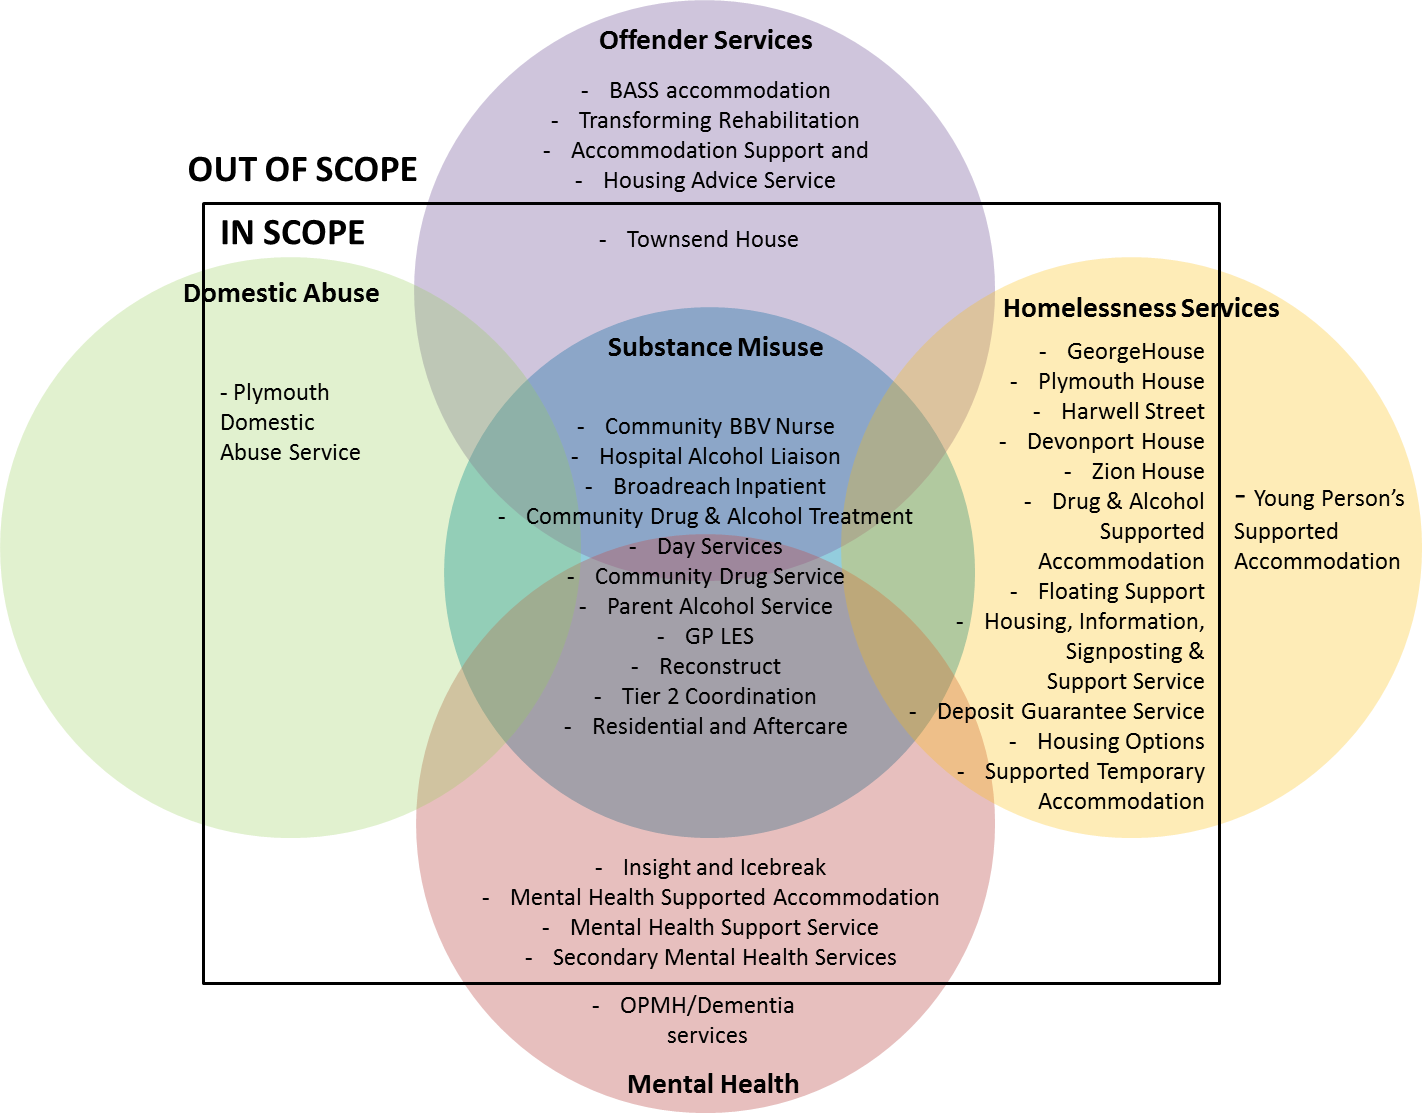 Offender Services
- BASS accommodation
- Transforming Rehabilitation
- Accommodation Support and
- Housing Advice Service
OUT OF SCOPE
IN SCOPE
- Townsend House
Domestic Abuse
- Plymouth
Domestic
Abuse Service
Substance Misuse
- Community BBV Nurse
- Hospital Alcohol Liaison
- Broadreach Inpatient
- Community Drug & Alcohol Treatment
- Day Services
- Community Drug Service
- Parent Alcohol Service
- GP LES
- Reconstruct
- Tier 2 Coordination
- Residential and Aftercare
Homelessness Services
- GeorgeHouse
- Plymouth House
- Harwell Street
- Devonport House
- Zion House
- Drug & Alcohol
Supported
Accommodation
- Floating Support
- Housing, Information,
Signposting &
Support Service
- Deposit Guarantee Service
- Housing Options
- Supported Temporary
Accommodation
- Young Person's
Supported
Accommodation
- Insight and Icebreak
- Mental Health Supported Accommodation
- Mental Health Support Service
- Secondary Mental Health Services
- OPMH/Dementia
services
Mental Health